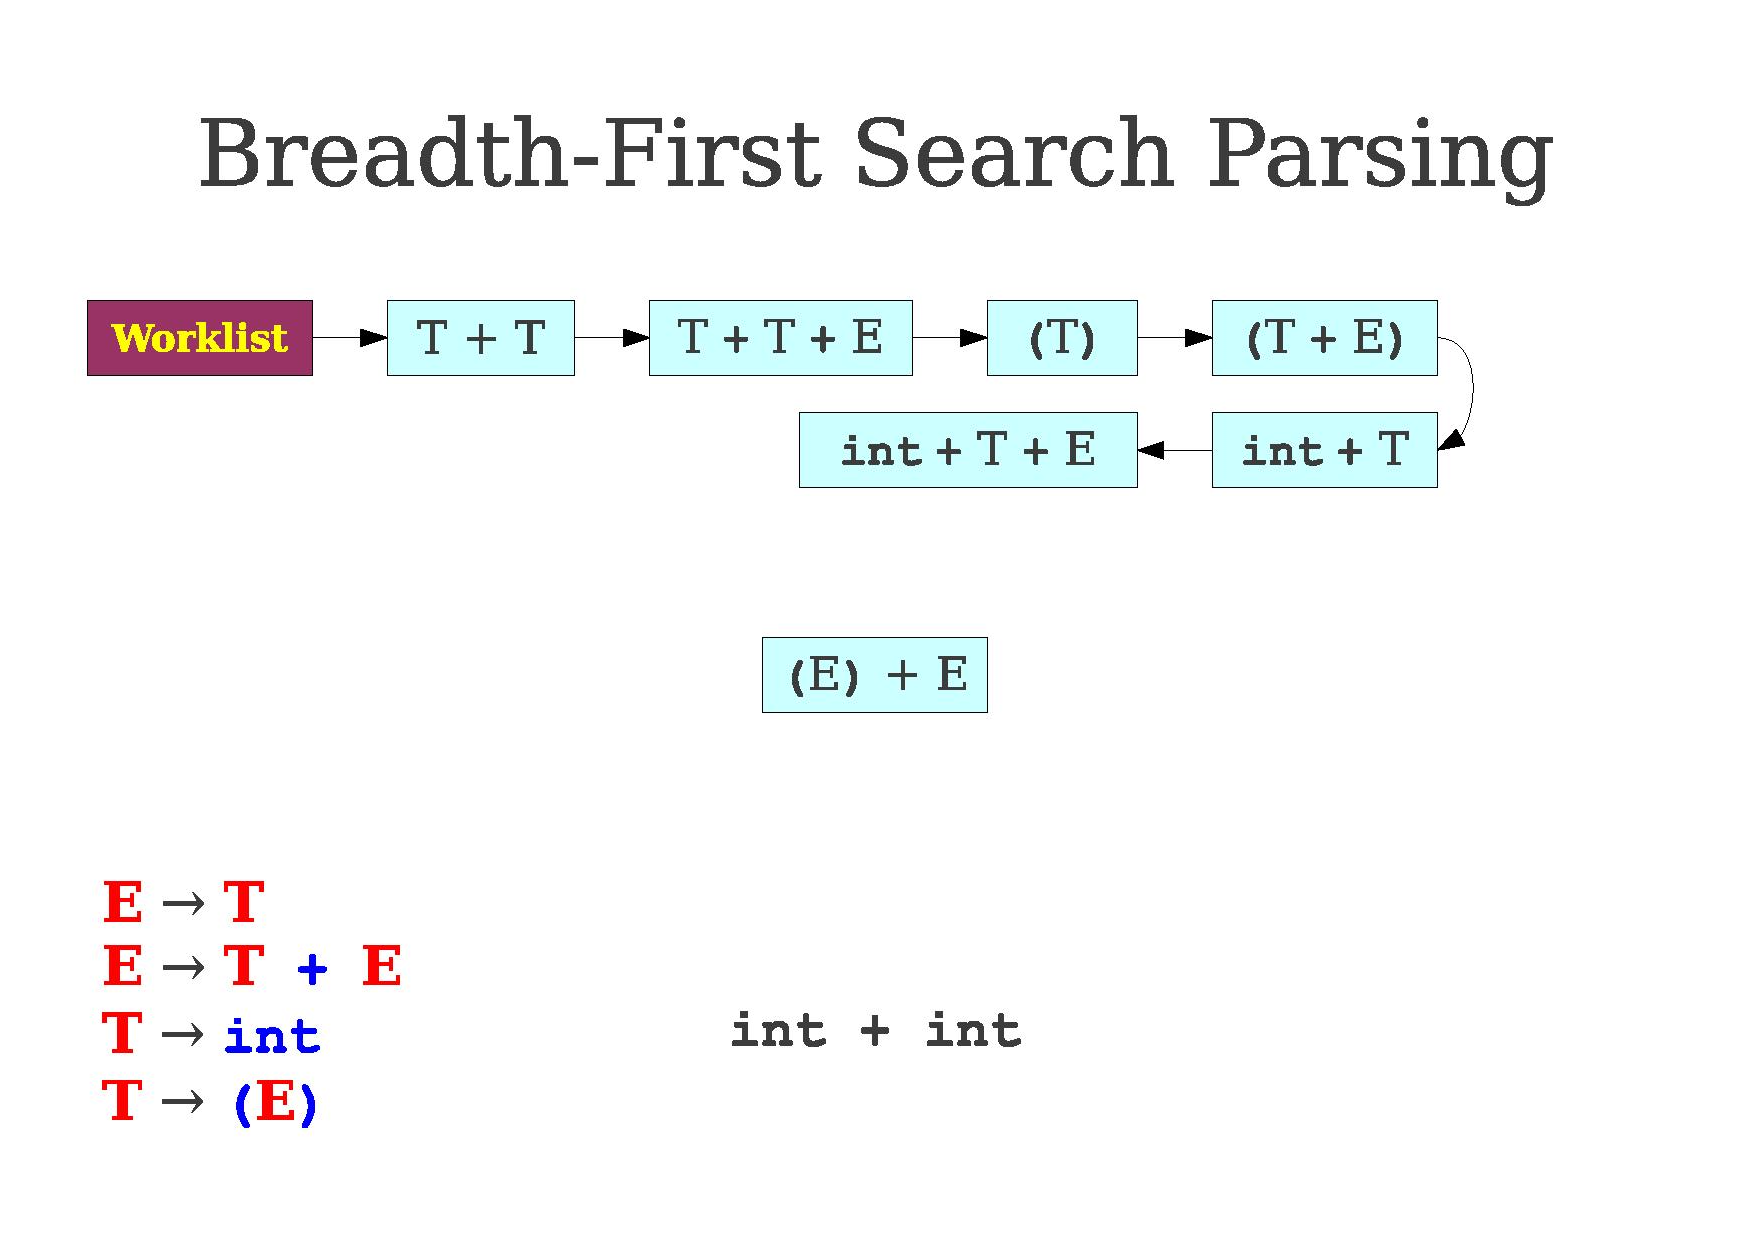 Breadth-First Search Parsing
Worklist T + T T + T + E (T) (T + E)
int + T + E int + T
(E) + E
E → T
E → T + E
T → int
int + int
T → (E)